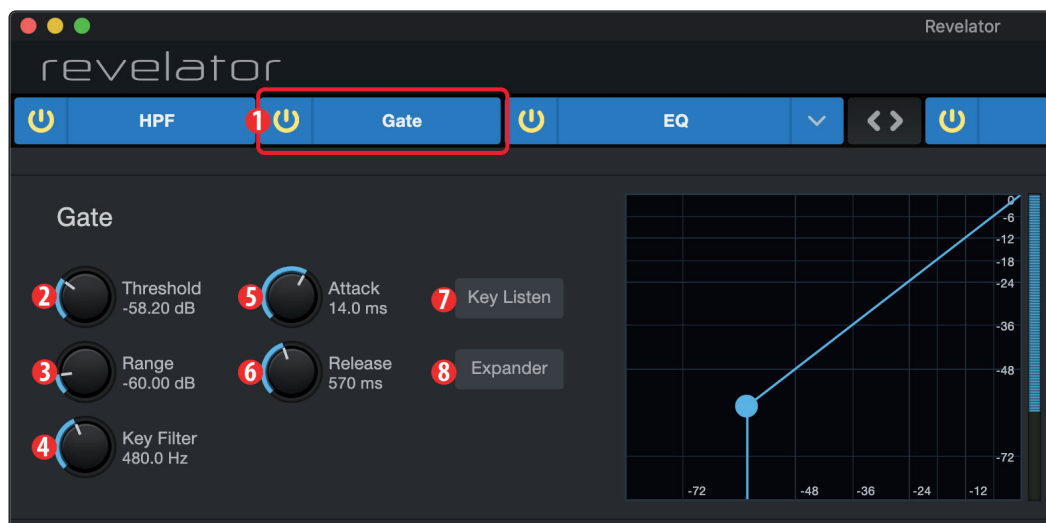 Revelator
revelator
HPF
1
Gate
EQ
Gate
2
Threshold
-58.20 dB
5
Attack
14.0 ms
7
Key Listen
3
Range
-60.00 dB
6
Release
570 ms
8
Expander
4
Key Filter
480.0 Hz
0
-6
-12
-18
-24
-36
-48
-72
-72
-48
-36
-24
-12